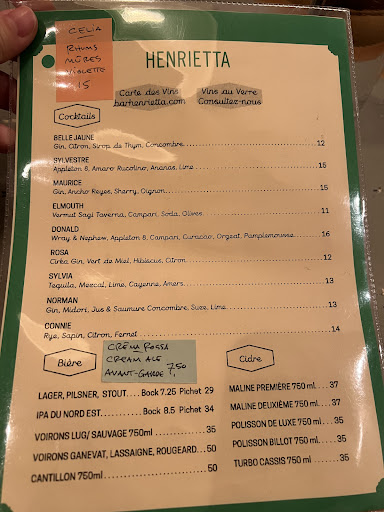 CELIA
RHUMS
MÛRES
VIOLETTE
15
HENRIETTA
Carte des Vins
barhenrietta.com
Vins au Verre
Consultez-nous
Cocktails
BELLE JAUNE
Gin, Citron, Sirop de Thym, Concombre 12
SYLVESTRE
Appleton 8, Amaro Rucolino, Ananas, Lime 15
MAURICE
Gin, Ancho Reyes, Sherry, Oignon 15
ELMOUTH
Vermut Sagl Taverna, Campari, Soda, Olives 11
DONALD
Wray & Nephew, Appleton 8, Campari, Curacao, Orgeat, Pamplemousse 16
ROSA
Cirka Gin, Vert de Miel, Hibiscus, Citron 12
SYLVIA
Tequila, Mezcal, Lime, Cayenne, Amers 13
NORMAN
Gin, Midori, Jus & Saumure Concombre, Suze, Lime 13
CONNIE
Rye, Sapin, Citron, Fernet 14
Bière
CREMA ROSSA
CREAM ALE
AVANT-GARDE 7,50
LAGER, PILSNER, STOUT.... Bock 7.25 Pichet 29
IPA DU NORD EST. Bock 8.5 Pichet 34
VOIRONS LUG/ SAUVAGE 750ml 35
VOIRONS GANEVAT, LASSAIGNE, ROUGEARD...50
CANTILLON 750ml 50
Cidre
MALINE PREMIÈRE 750 ml.... 37
MALINE DEUXIÈME 750 ml.... 37
POLISSON DE LUXE 750 ml.... 35
POLISSON BILLOT 750 ml.... 35
TURBO CASSIS 750 ml 35